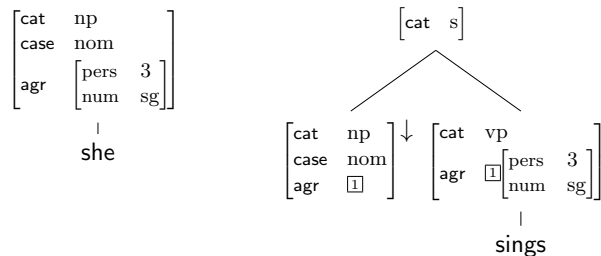 cat np
case nom
agr pers 3
num sg
she
cat s
cat np ↓
case nom
agr 1
cat vp
agr 1 pers 3
num sg
sings